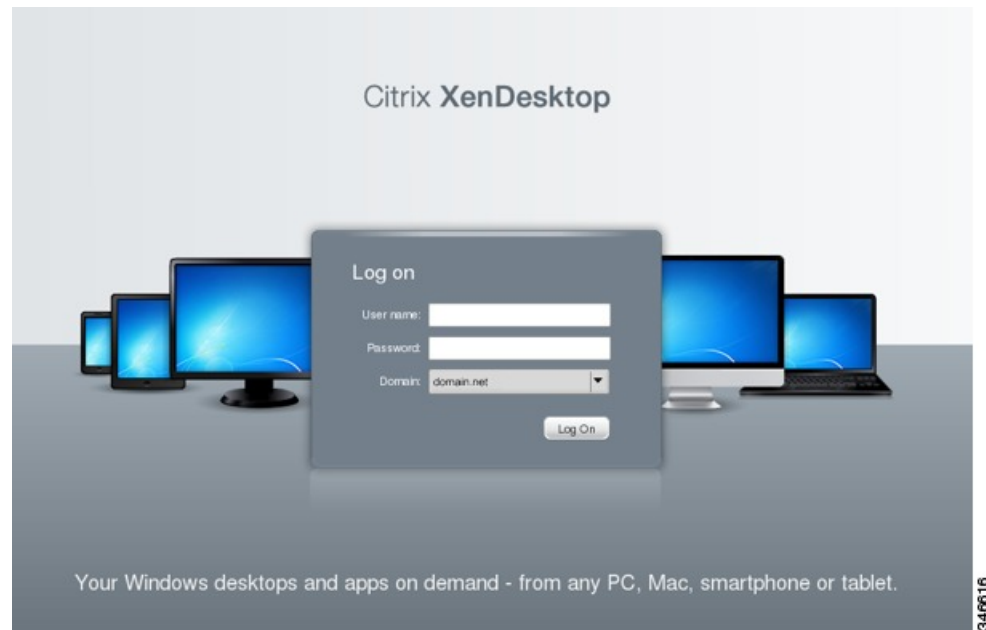 Citrix XenDesktop
Log on
User name:
Password:
Domain: domain.net
Log On
Your Windows desktops and apps on demand - from any PC, Mac, smartphone or tablet.
346616